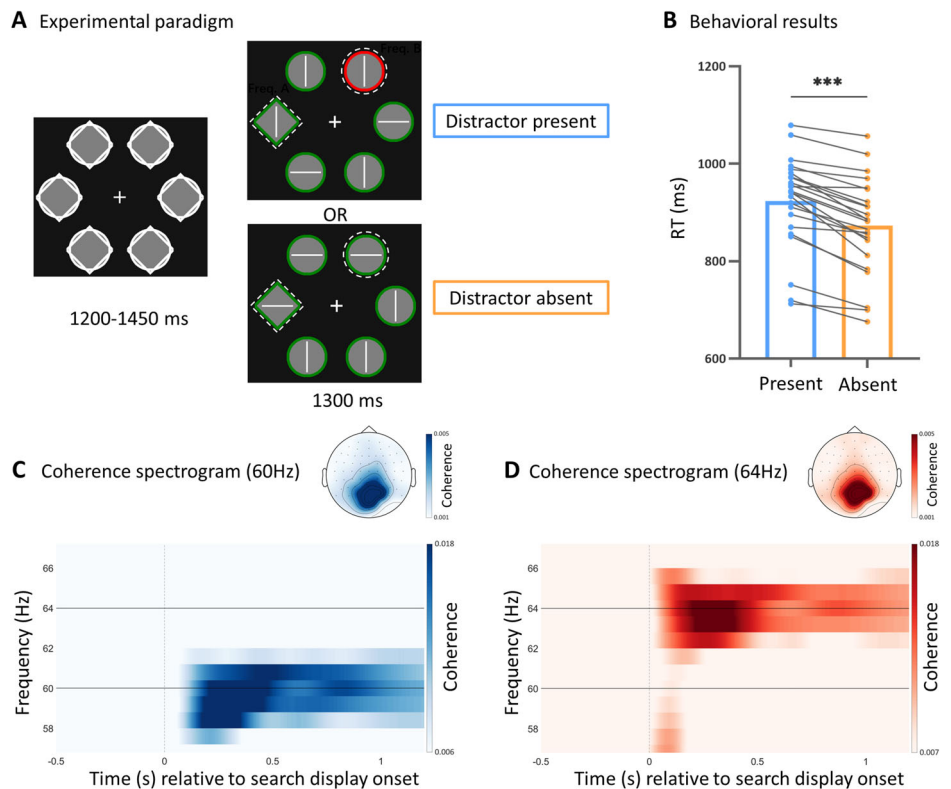 A Experimental paradigm
Freq. B
Freq. A
Distractor present
OR
Distractor absent
1200-1450 ms
1300 ms
B Behavioral results
1200
***
1000
RT (ms)
800
600
Present Absent
C Coherence spectrogram (60Hz)
0.005
Coherence
0.001
Frequency (Hz)
66
64
62
60
58
-0.5 0 0.5 1
Time (s) relative to search display onset
0.018
Coherence
0.006
D Coherence spectrogram (64Hz)
0.005
Coherence
0.001
Frequency (Hz)
66
64
62
60
58
-0.5 0 0.5 1
Time (s) relative to search display onset
0.018
Coherence
0.007